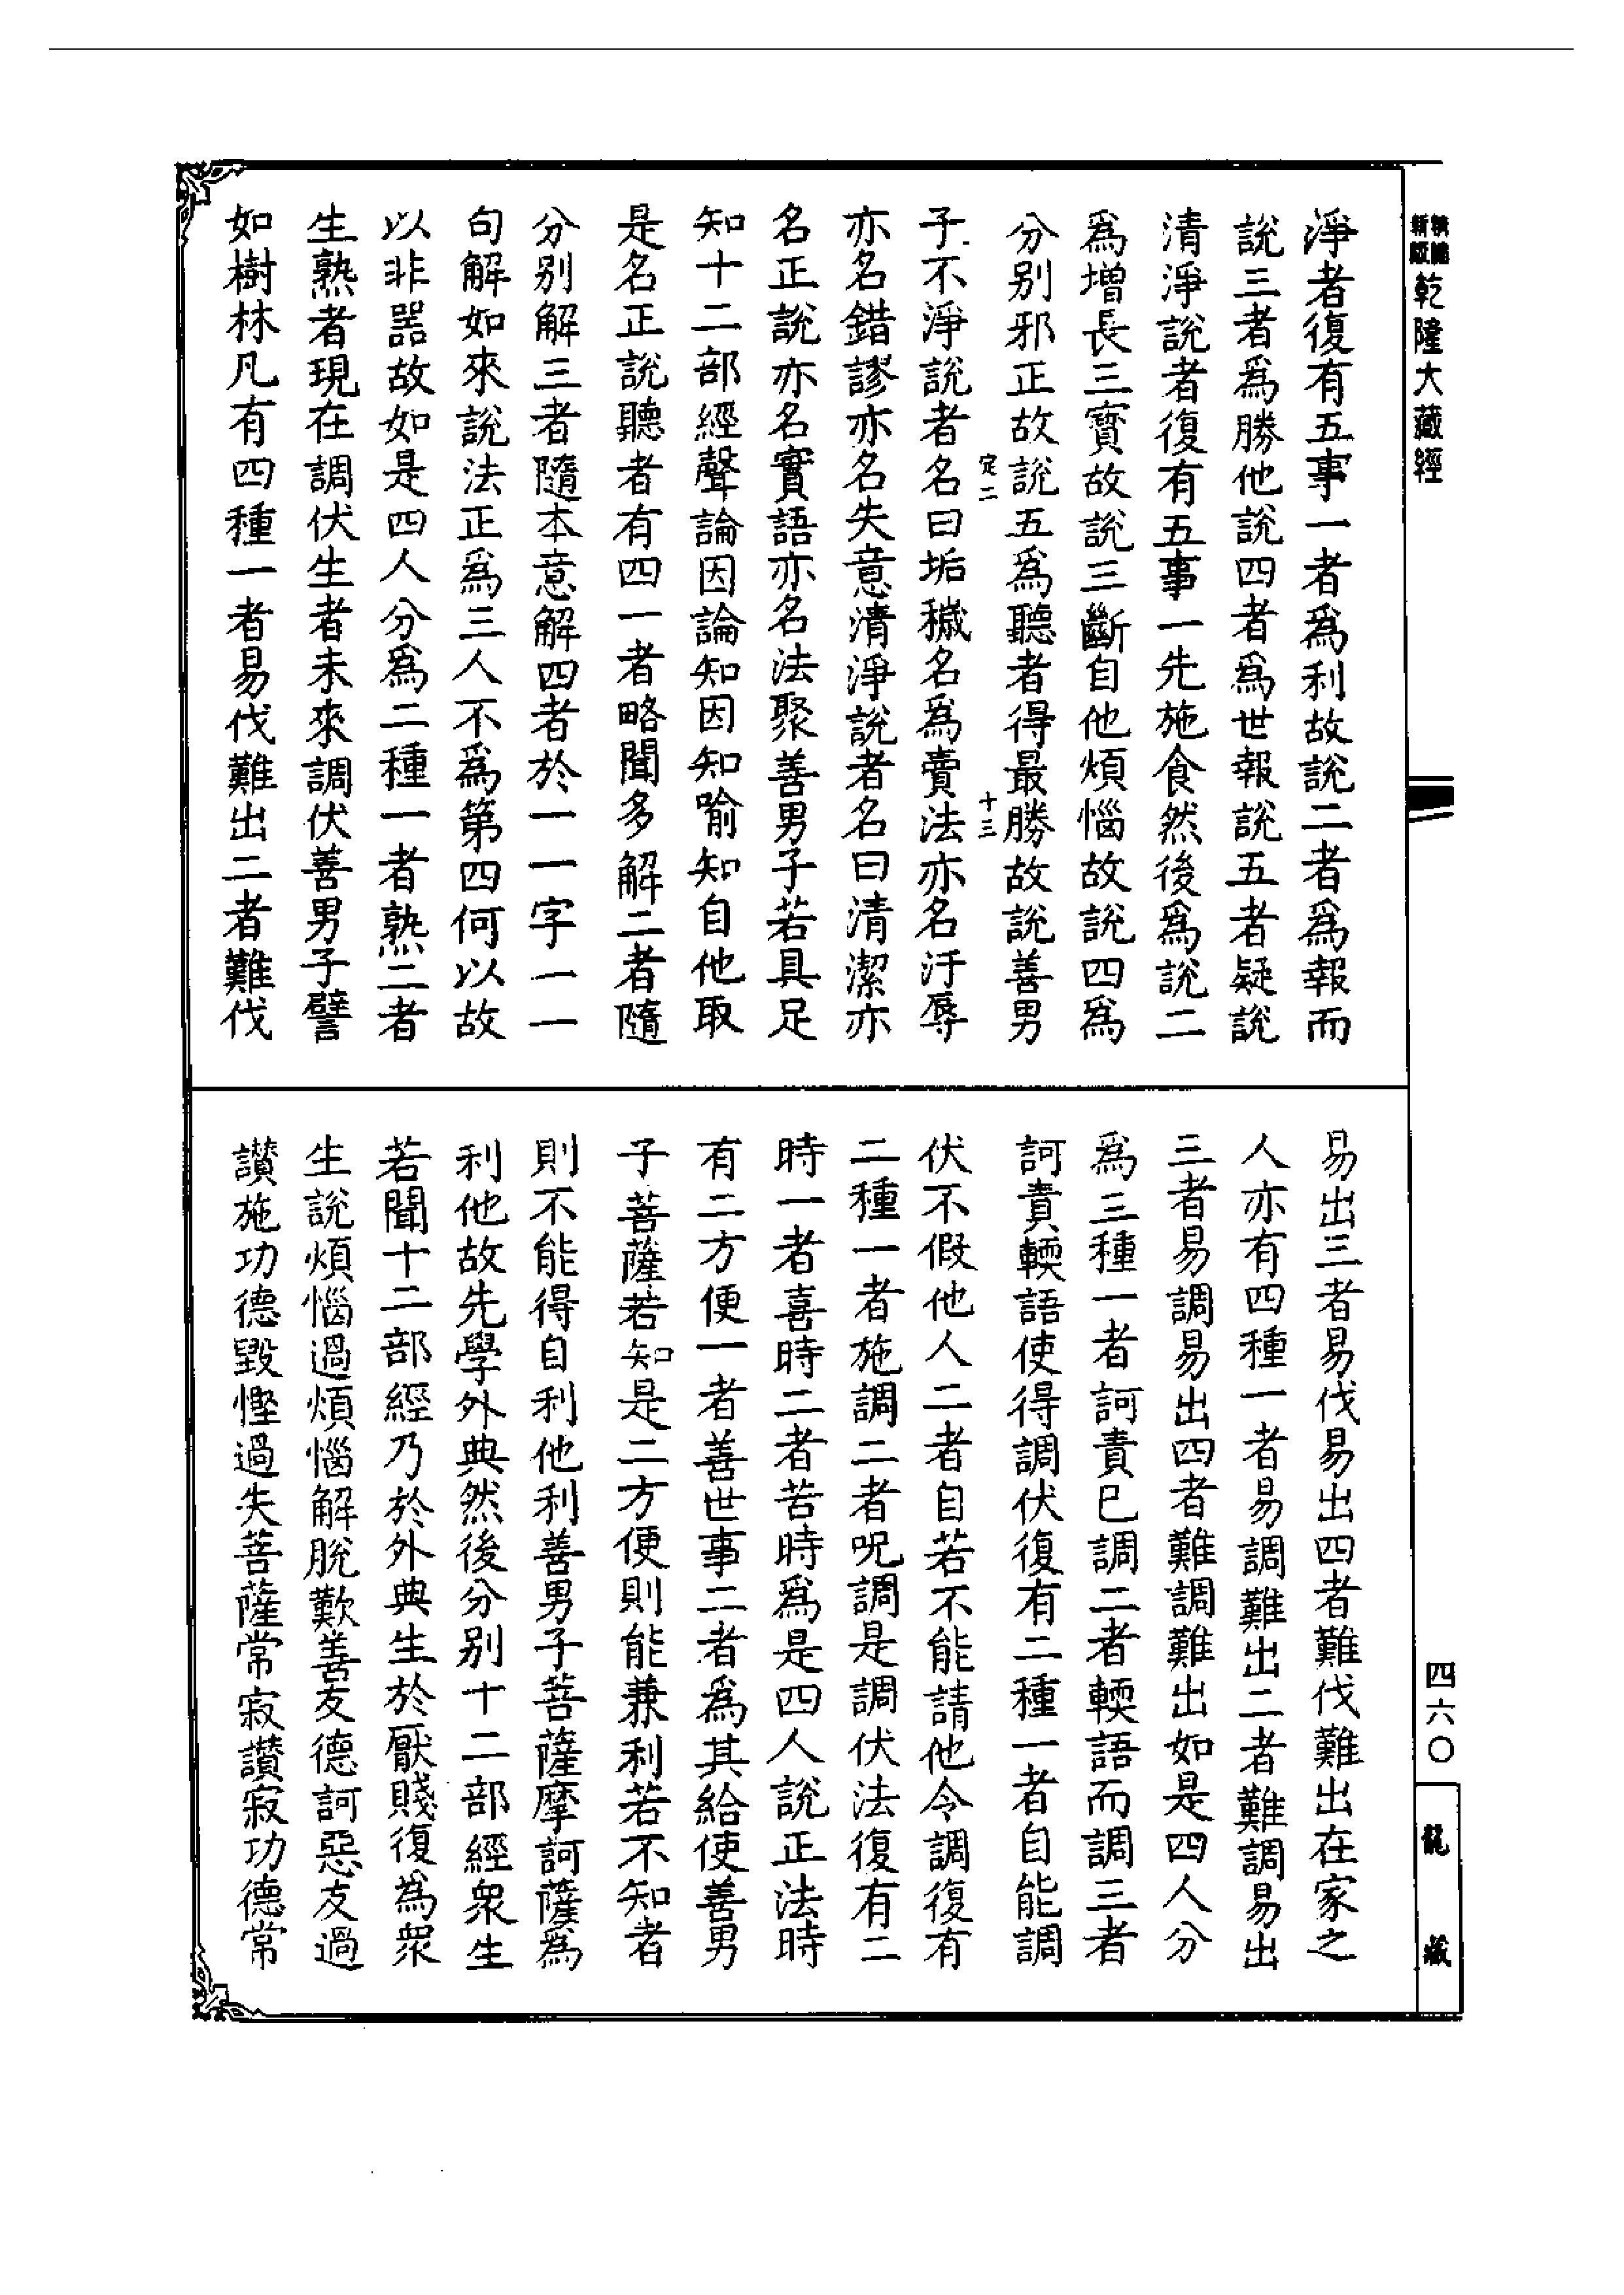 新版
乾隆大藏經
淨者復有五事一者爲利故說二者爲報而
說三者爲勝他說四者爲世報說五者疑說
清淨說者復有五事一先施食然後爲說二
爲增長三寶故說三斷自他煩惱故說四爲
分別邪正故說五爲聽者得最勝故說善男
定二
十三
子不淨說者名曰垢穢名爲賣法亦名汙辱
亦名錯謬亦名失意清淨說者名曰清潔亦
名正說亦名實語亦名法聚善男子若具足
知十二部經聲論因論知因知喻知自他取
是名正說聽者有四一者略聞多解二者隨
分別解三者隨本意解四者於一一字一一
句解如來說法正爲三人不爲第四何以故
以非器故如是四人分爲二種一者熟二者
生熟者現在調伏生者未來調伏善男子譬
如樹林凡有四種一者易伐難出二者難伐
易出三者易伐易出四者難伐難出在家之
人亦有四種一者易調難出二者難調易出
三者易調易出四者難調難出如是四人分
爲三種一者訶責已調二者輭語而調三者
訶責輭語使得調伏復有二種一者自能調
伏不假他人二者自若不能請他令調復有
二種一者施調二者呪調是調伏法復有二
時一者喜時二者苦時爲是四人說正法時
有二方便一者善世事二者爲其給使善男
子菩薩若知是二方便則能兼利若不知者
則不能得自利他利善男子菩薩摩訶薩爲
利他故先學外典然後分別十二部經衆生
若聞十二部經乃於外典生於厭賤復爲衆
生說煩惱過煩惱解脫歎善友德訶惡友過
讚施功德毀慳過失菩薩常寂讚寂功德常
四六〇
龍藏